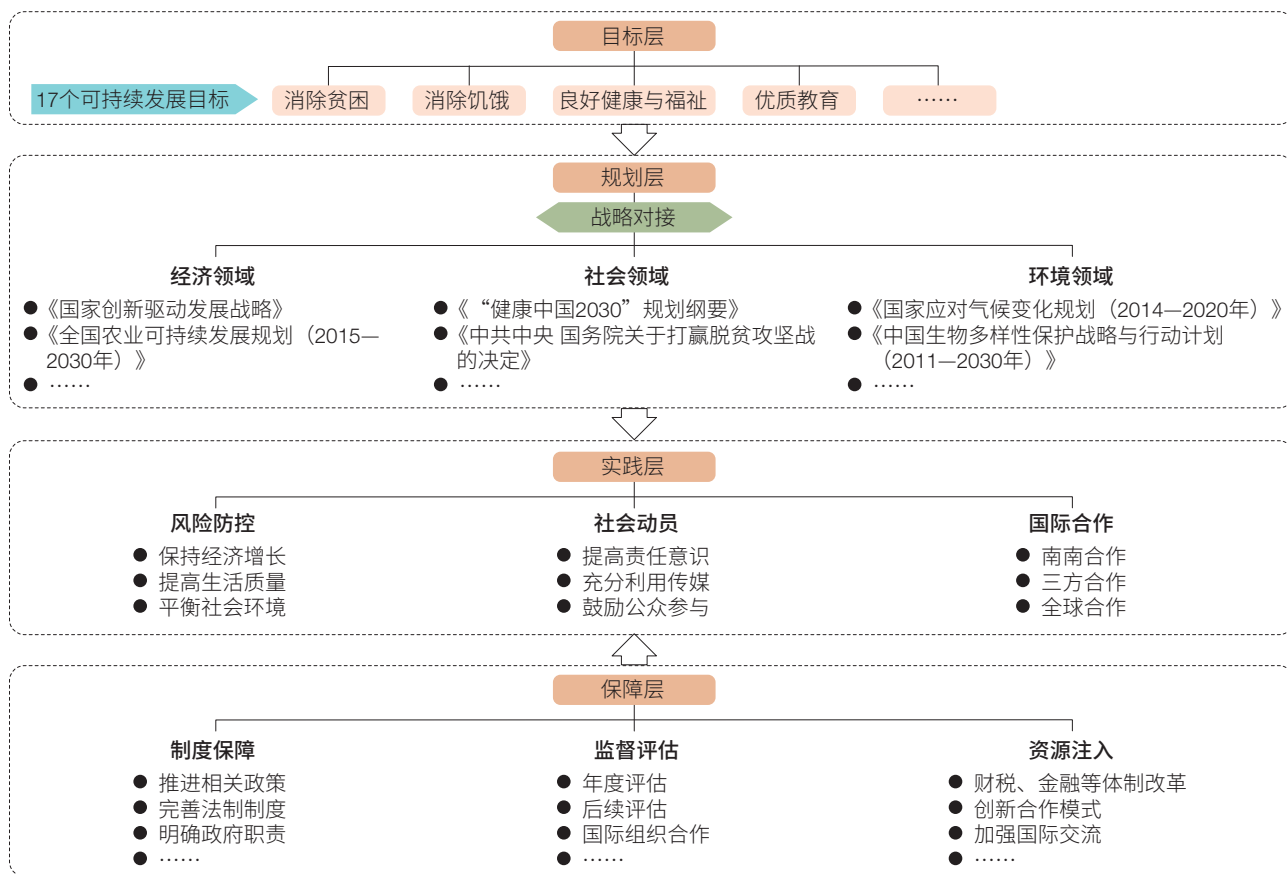 目标层
17个可持续发展目标
消除贫困
消除饥饿
良好健康与福祉
优质教育
……
规划层
战略对接
经济领域
●《国家创新驱动发展战略》
●《全国农业可持续发展规划（2015—
2030年）》
● ……
社会领域
●《“健康中国2030”规划纲要》
●《中共中央 国务院关于打赢脱贫攻坚战
的决定》
● ……
环境领域
●《国家应对气候变化规划（2014—2020年）》
●《中国生物多样性保护战略与行动计划
（2011—2030年）》
● ……
实践层
风险防控
● 保持经济增长
● 提高生活质量
● 平衡社会环境
社会动员
● 提高责任意识
● 充分利用传媒
● 鼓励公众参与
国际合作
● 南南合作
● 三方合作
● 全球合作
保障层
制度保障
● 推进相关政策
● 完善法制制度
● 明确政府职责
● ……
监督评估
● 年度评估
● 后续评估
● 国际组织合作
● ……
资源注入
● 财税、金融等体制改革
● 创新合作模式
● 加强国际交流
● ……